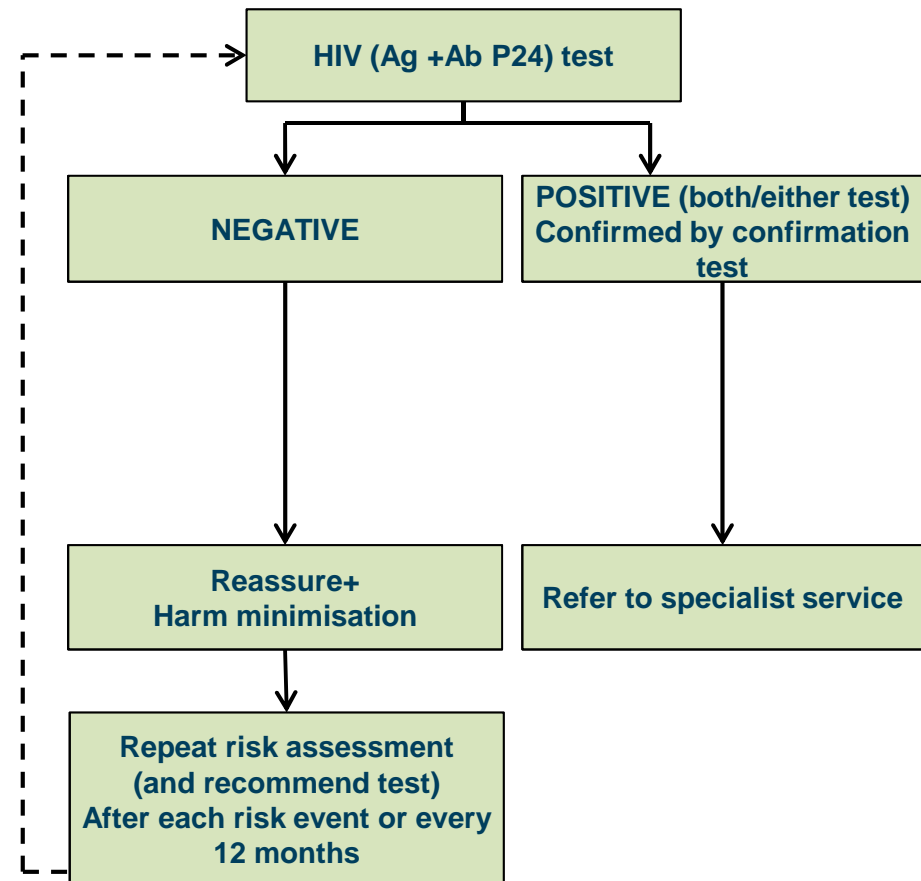 HIV (Ag +Ab P24) test
NEGATIVE
POSITIVE (both/either test)
Confirmed by confirmation
test
Reassure+
Harm minimisation
Refer to specialist service
Repeat risk assessment
(and recommend test)
After each risk event or every
12 months